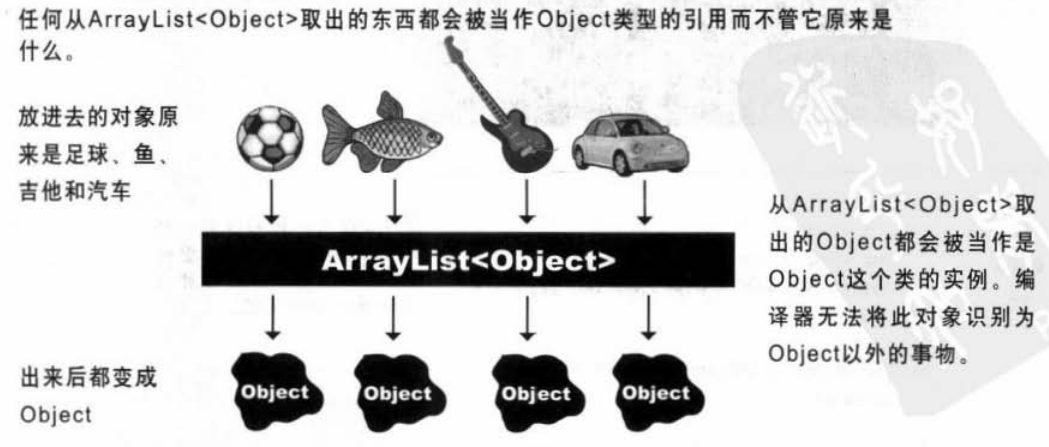 任何从ArrayList<Object>取出的东西都会被当作Object类型的引用而不管它原来是
什么。
放进去的对象原
来是足球、鱼、
吉他和汽车
ArrayList<Object>
从ArrayList<Object>取
出的Object都会被当作是
Object这个类的实例。编
译器无法将此对象识别为
Object以外的事物。
出来后都变成
Object
Object
Object
Object
Object